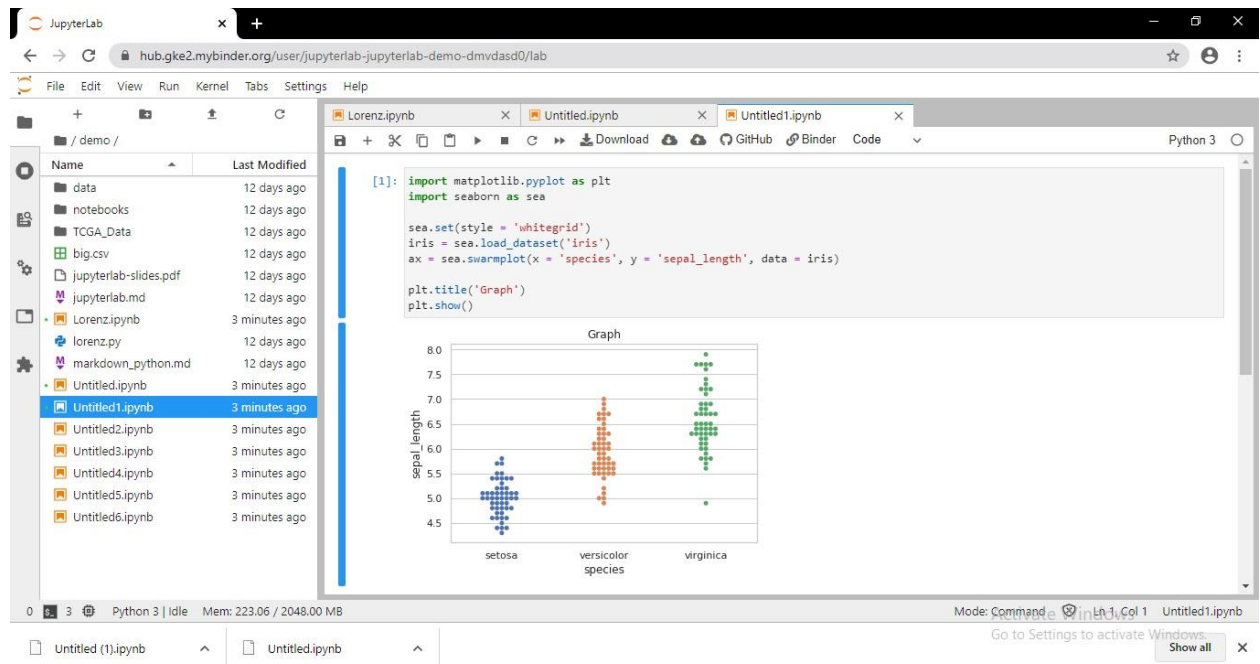 JupyterLab
hub.gke2.mybinder.org/user/jupyterlab-jupyterlab-demo-dmvdasd0/lab
File Edit View Run Kernel Tabs Settings Help
/ demo /
Name Last Modified
data 12 days ago
notebooks 12 days ago
TCGA_Data 12 days ago
big.csv 12 days ago
jupyterlab-slides.pdf 12 days ago
jupyterlab.md 12 days ago
Lorenz.ipynb 3 minutes ago
lorenz.py 12 days ago
markdown_python.md 12 days ago
Untitled.ipynb 3 minutes ago
Untitled1.ipynb 3 minutes ago
Untitled2.ipynb 3 minutes ago
Untitled3.ipynb 3 minutes ago
Untitled4.ipynb 3 minutes ago
Untitled5.ipynb 3 minutes ago
Untitled6.ipynb 3 minutes ago
Lorenz.ipynb Untitled.ipynb Untitled1.ipynb
Download GitHub Binder Code Python 3
[1]: import matplotlib.pyplot as plt
import seaborn as sea
sea.set(style = 'whitegrid')
iris = sea.load_dataset('iris')
ax = sea.swarmplot(x = 'species', y = 'sepal_length', data = iris)
plt.title('Graph')
plt.show()
Graph
8.0
7.5
7.0
6.5
6.0
5.5
5.0
4.5
sepal_length
setosa versicolor virginica
species
0 3 Python 3 | Idle Mem: 223.06 / 2048.00 MB Mode: Command Ln 1, Col 1 Untitled1.ipynb
Activate Windows
Go to Settings to activate Windows.
Untitled (1).ipynb Untitled.ipynb Show all